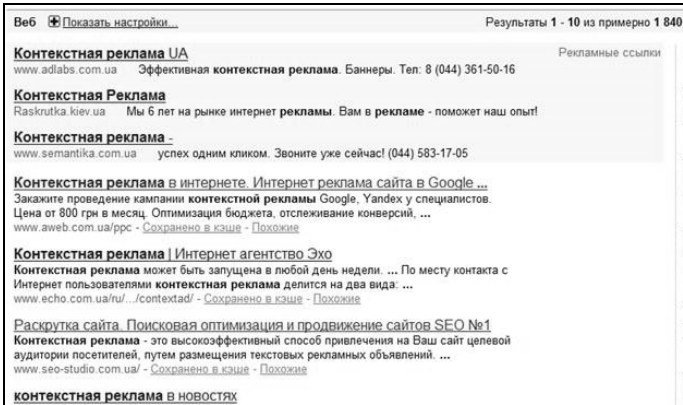 Веб Показать настройки... Результаты 1 - 10 из примерно 1 840
Контекстная реклама UA Рекламные ссылки
www.adlabs.com.ua Эффективная контекстная реклама. Баннеры. Тел: 8 (044) 361-50-16
Контекстная Реклама
Raskrutka.kiev.ua Мы 6 лет на рынке интернет рекламы. Вам в рекламе - поможет наш опыт!
Контекстная реклама -
www.semantika.com.ua успех одним кликом. Звоните уже сейчас! (044) 583-17-05
Контекстная реклама в интернете. Интернет реклама сайта в Google ...
Закажите проведение кампании контекстной рекламы Google, Yandex у специалистов.
Цена от 800 грн в месяц. Оптимизация бюджета, отслеживание конверсий, ...
www.aweb.com.ua/ppc - Сохранено в кэше - Похожие
Контекстная реклама | Интернет агентство Эхо
Контекстная реклама может быть запущена в любой день недели. ... По месту контакта с
Интернет пользователями контекстная реклама делится на два вида: ...
www.echo.com.ua/ru/.../contextad/ - Сохранено в кэше - Похожие
Раскрутка сайта. Поисковая оптимизация и продвижение сайтов SEO №1
Контекстная реклама - это высокоэффективный способ привлечения на Ваш сайт целевой
аудитории посетителей, путем размещения текстовых рекламных объявлений. ...
www.seo-studio.com.ua/ - Сохранено в кэше - Похожие
контекстная реклама в новостях